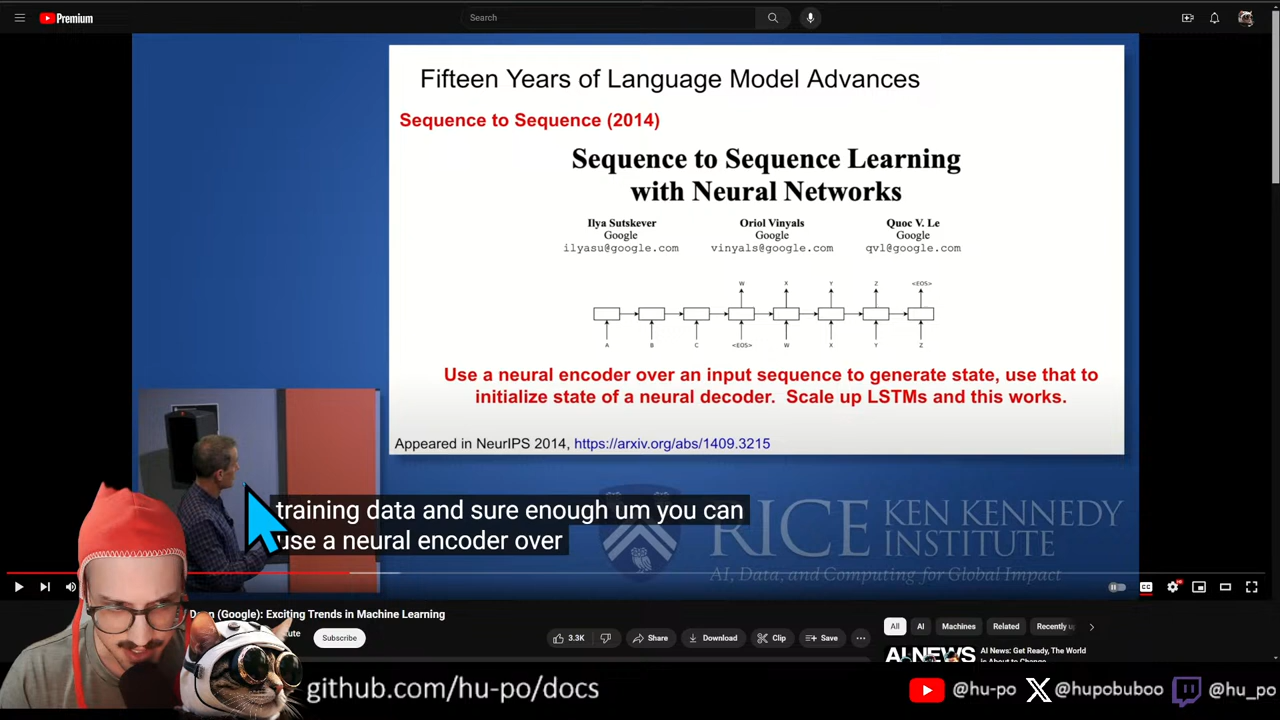 Premium
Search
Fifteen Years of Language Model Advances
Sequence to Sequence (2014)
Sequence to Sequence Learning
with Neural Networks
Ilya Sutskever
Google
ilyasu@google.com
Oriol Vinyals
Google
vinyals@google.com
Quoc V. Le
Google
qvl@google.com
W X Y Z <EOS>
A B C <EOS> W X Y Z
Use a neural encoder over an input sequence to generate state, use that to
initialize state of a neural decoder. Scale up LSTMs and this works.
Appeared in NeurIPS 2014, https://arxiv.org/abs/1409.3215
training data and sure enough um you can
use a neural encoder over
RICE KEN KENNEDY
INSTITUTE
AI, Data, and Computing for Global Impact
(Google): Exciting Trends in Machine Learning
Subscribe
3.3K
Share
Download
Clip
Save
All
AI
Machines
Related
Recently
AI NEWS
AI News: Get Ready, The World
github.com/hu-po/docs
@hu-po
@hupobuboo
@hu_po